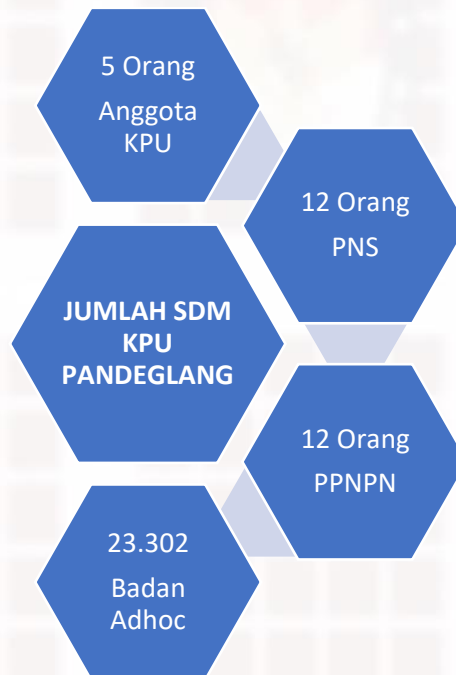 5 Orang
Anggota
KPU
12 Orang
PNS
JUMLAH SDM
KPU
PANDEGLANG
12 Orang
PPNPN
23.302
Badan
Adhoc